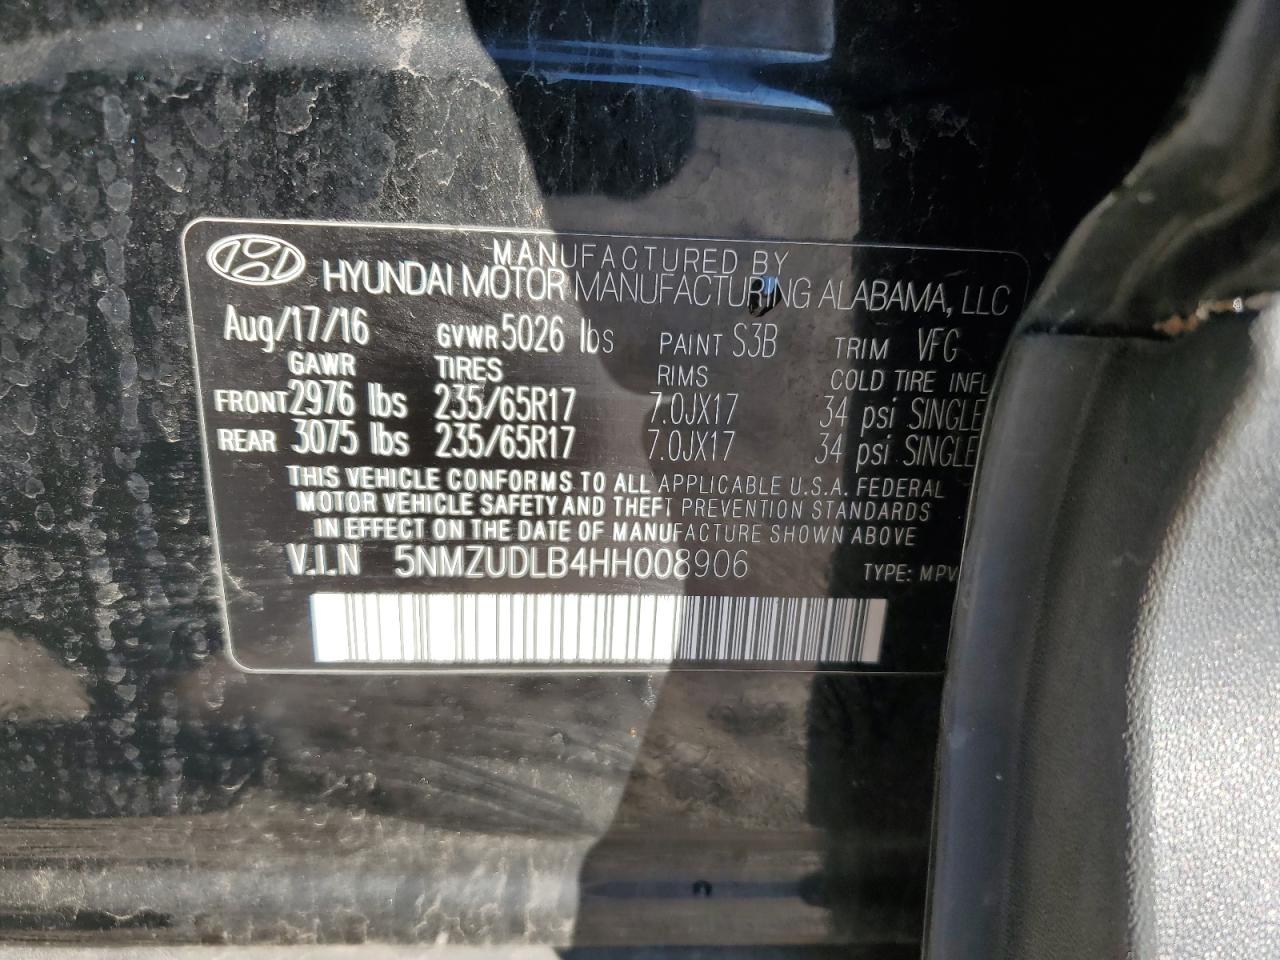 MANUFACTURED BY
HYUNDAI MOTOR MANUFACTURING ALABAMA, LLC
Aug/17/16 GVWR 5026 lbs PAINT S3B TRIM VFG
GAWR TIRES RIMS COLD TIRE INFL
FRONT 2976 lbs 235/65R17 7.0JX17 34 psi SINGLE
REAR 3075 lbs 235/65R17 7.0JX17 34 psi SINGLE
THIS VEHICLE CONFORMS TO ALL APPLICABLE U.S.A. FEDERAL
MOTOR VEHICLE SAFETY AND THEFT PREVENTION STANDARDS
IN EFFECT ON THE DATE OF MANUFACTURE SHOWN ABOVE
V.I.N 5NMZUDLB4HH008906 TYPE: MPV